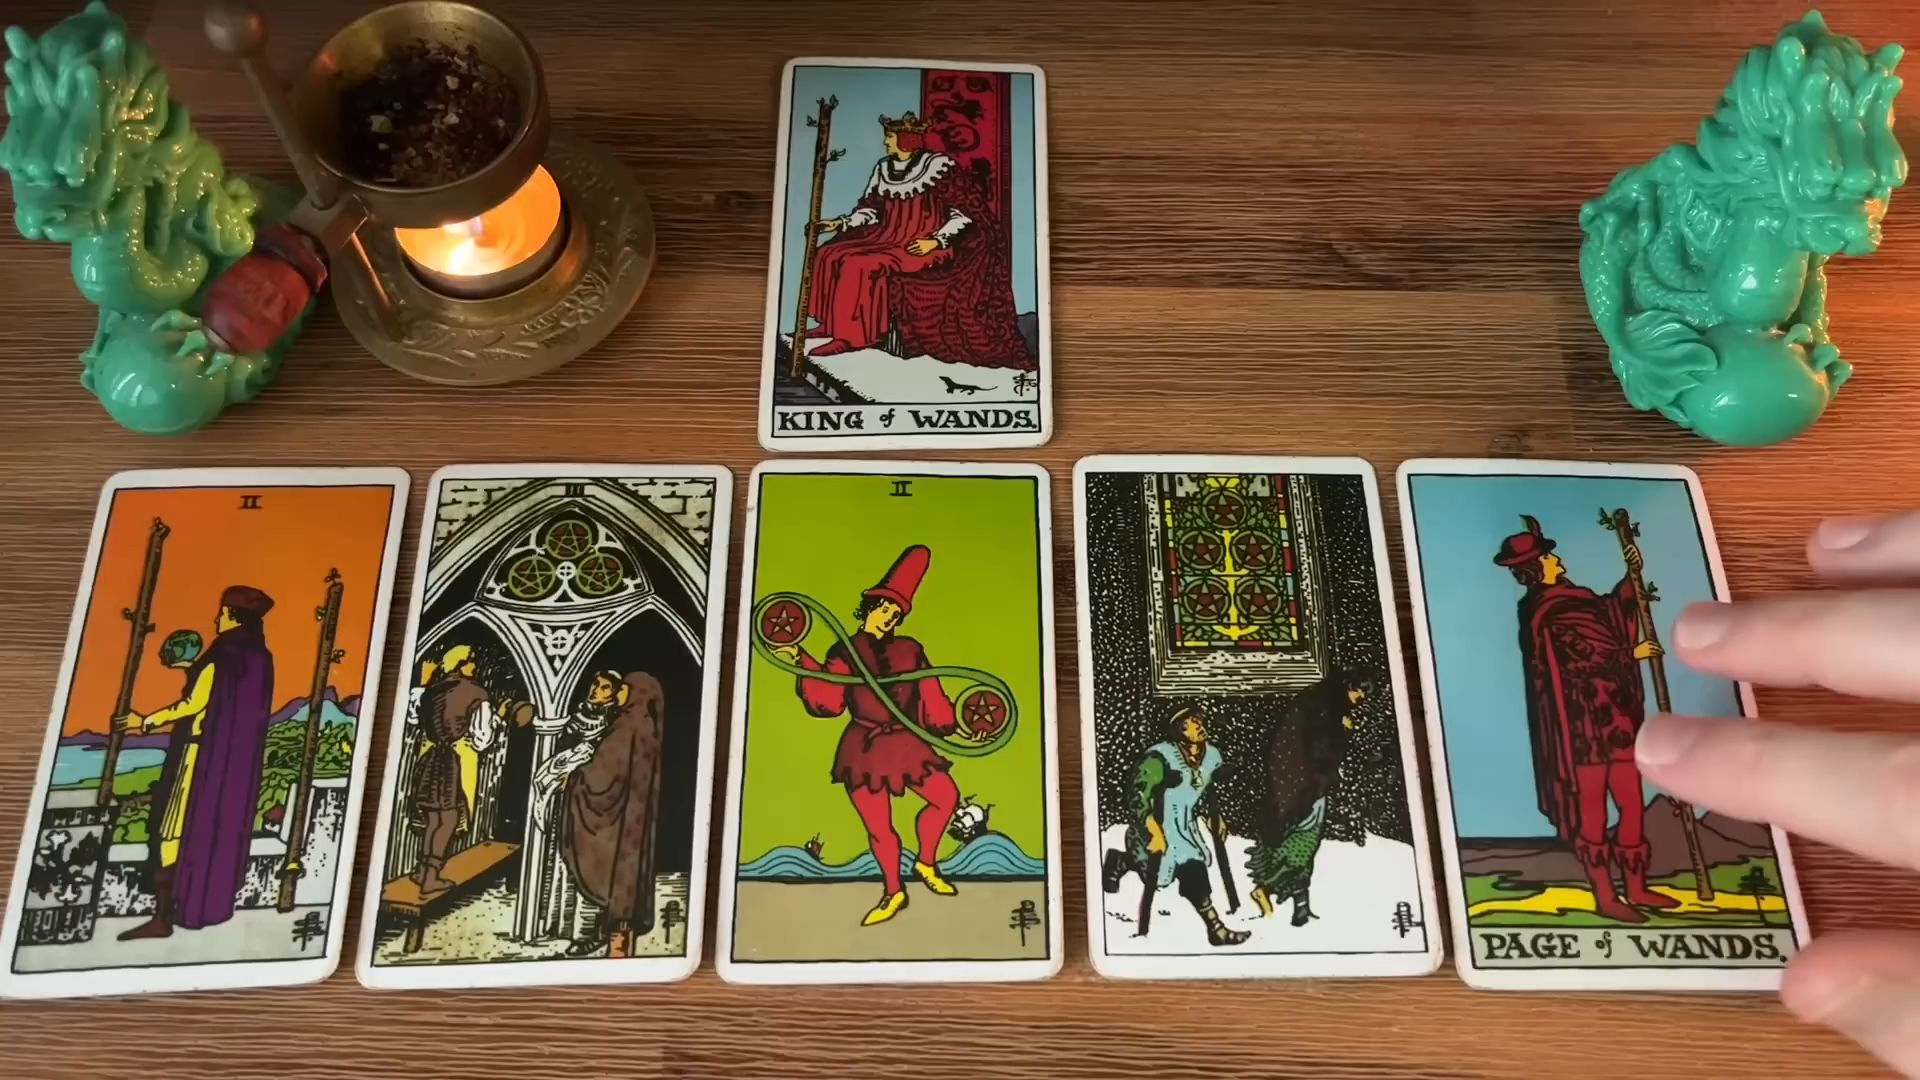 KING of WANDS.
II
III
II
PAGE of WANDS.